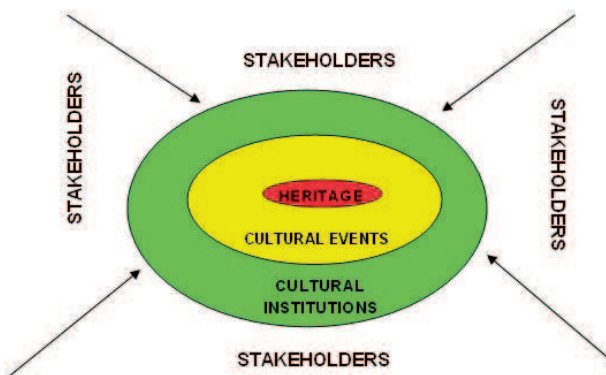 STAKEHOLDERS
STAKEHOLDERS
STAKEHOLDERS
HERITAGE
CULTURAL EVENTS
CULTURAL
INSTITUTIONS
STAKEHOLDERS